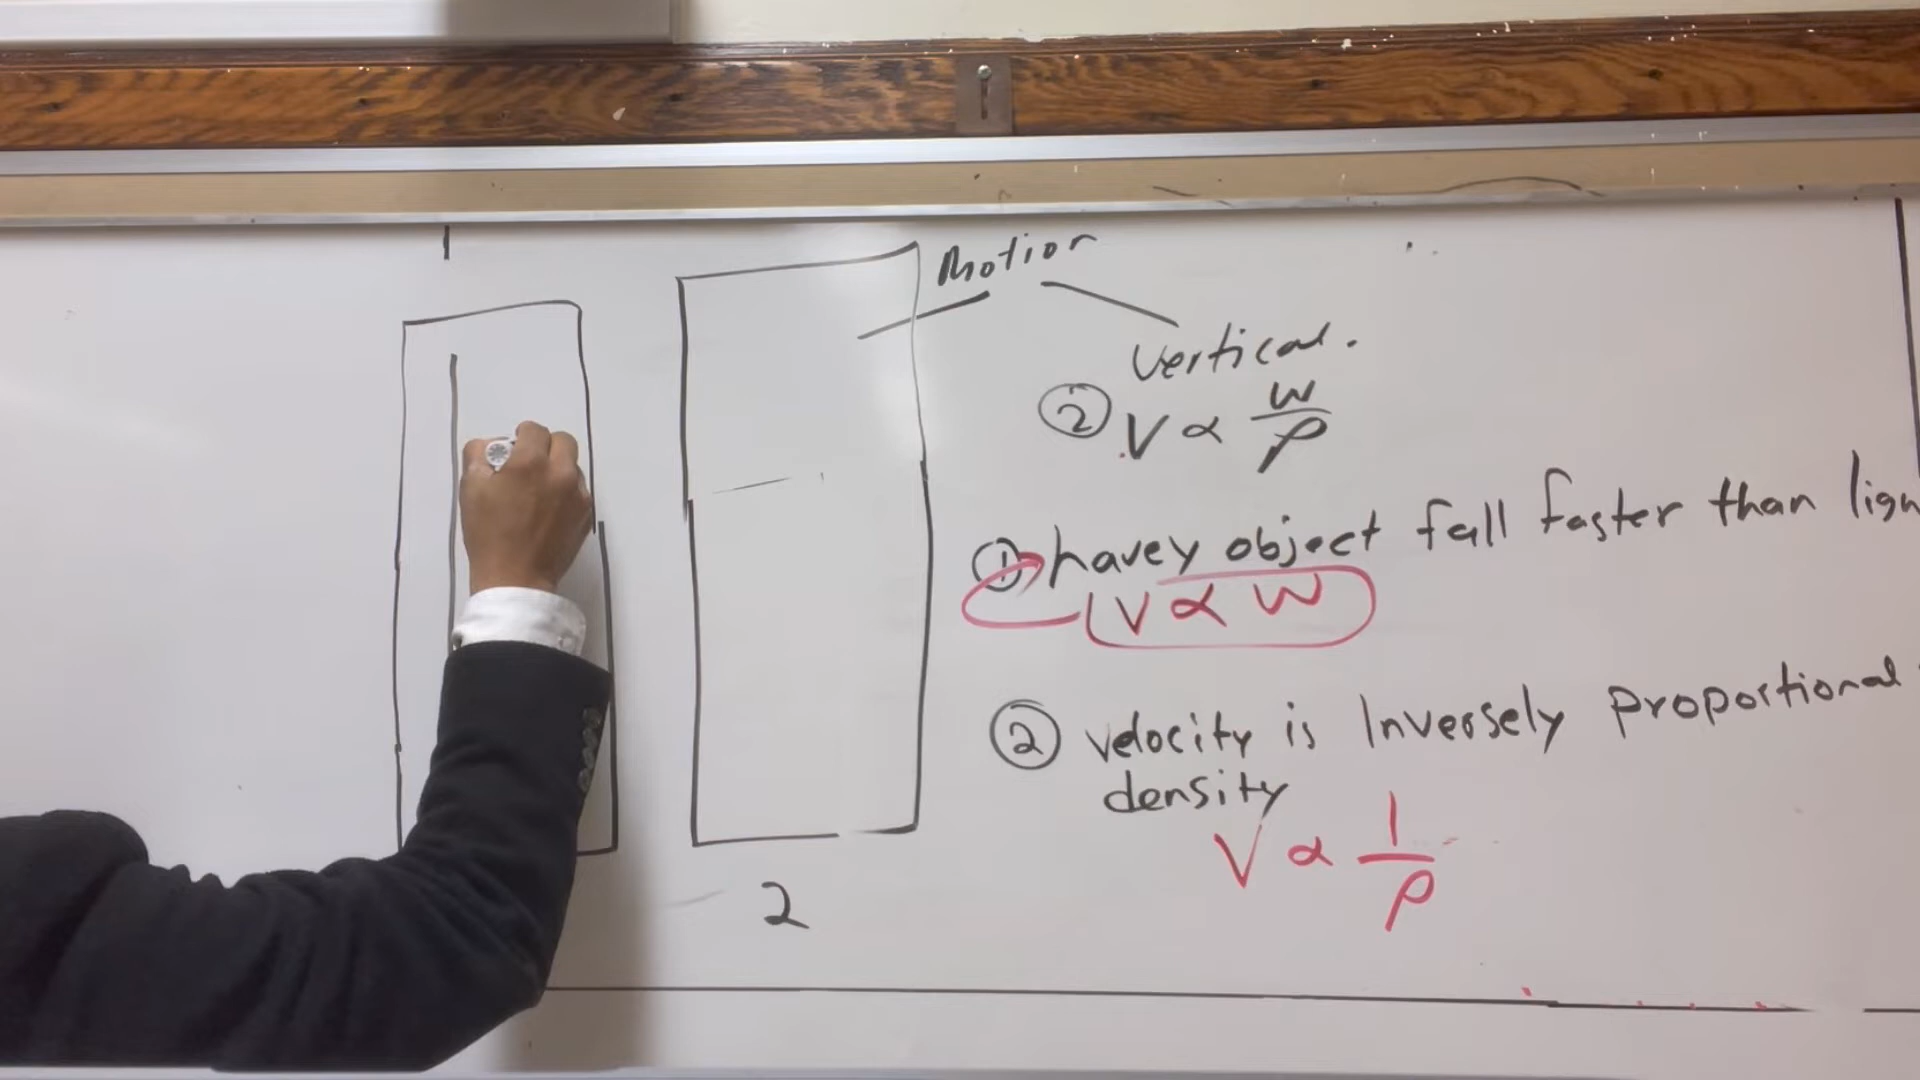 Motion
Vertical.
② V ∝ W/ρ
① havey object fall faster than ligh
V ∝ W
② velocity is Inversely proportional
density
V ∝ 1/ρ
2